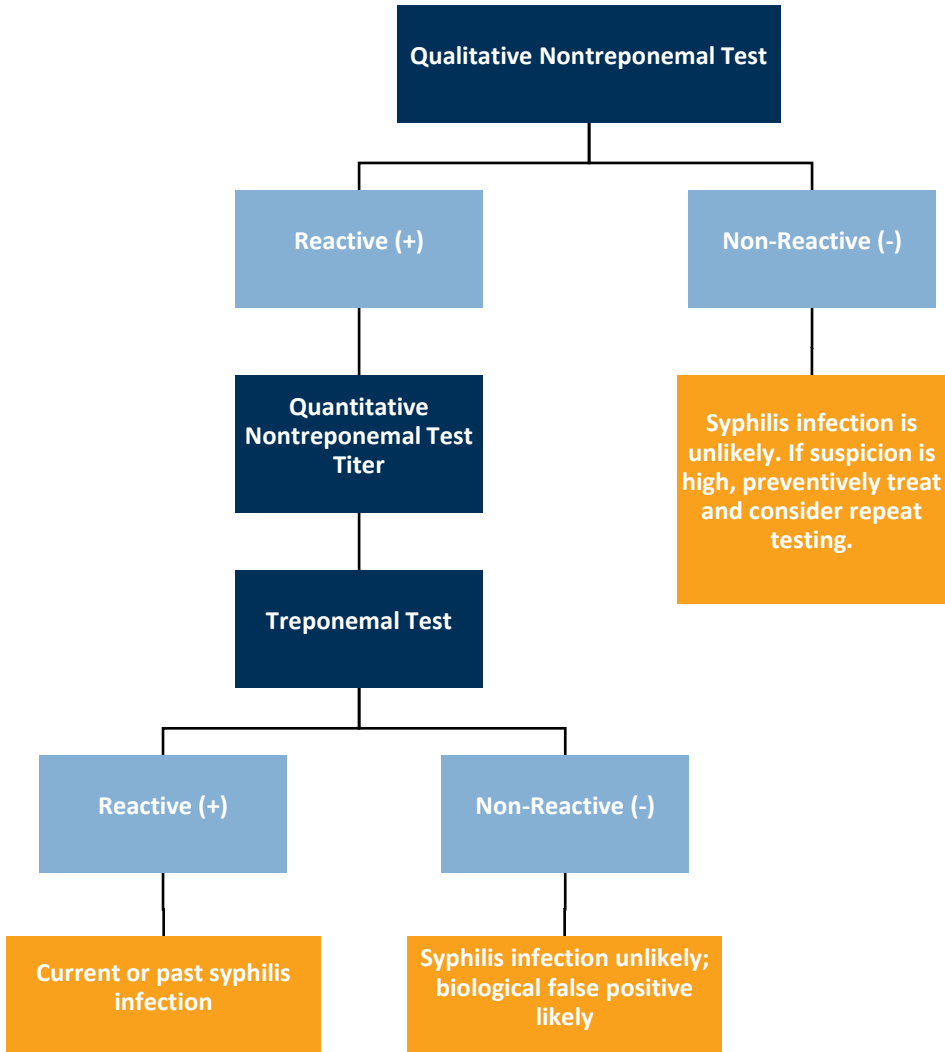 Qualitative Nontreponemal Test
Reactive (+)
Non-Reactive (-)
Quantitative
Nontreponemal Test
Titer
Syphilis infection is
unlikely. If suspicion is
high, preventively treat
and consider repeat
testing.
Treponemal Test
Reactive (+)
Non-Reactive (-)
Current or past syphilis
infection
Syphilis infection unlikely;
biological false positive
likely